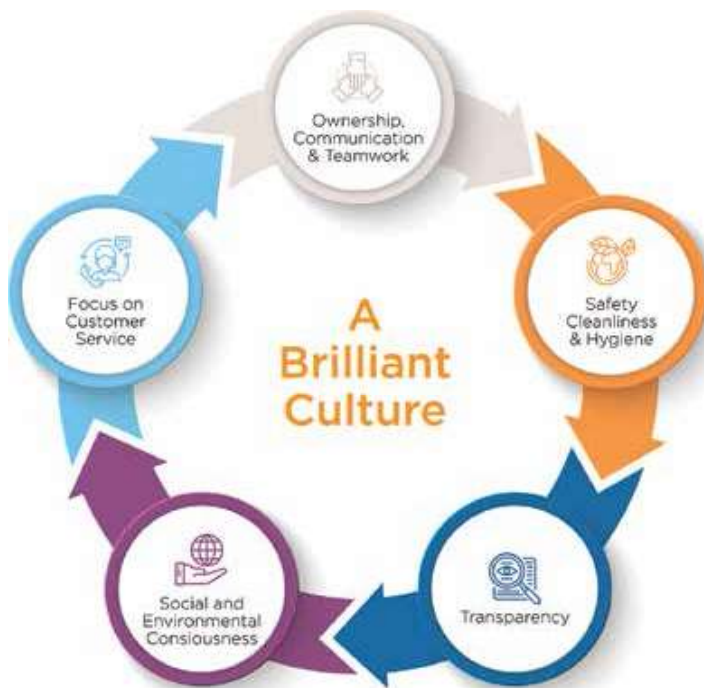 Ownership,
Communication
& Teamwork
Safety
Cleanliness
& Hygiene
Transparency
Social and
Environmental
Consiousness
Focus on
Customer
Service
A
Brilliant
Culture